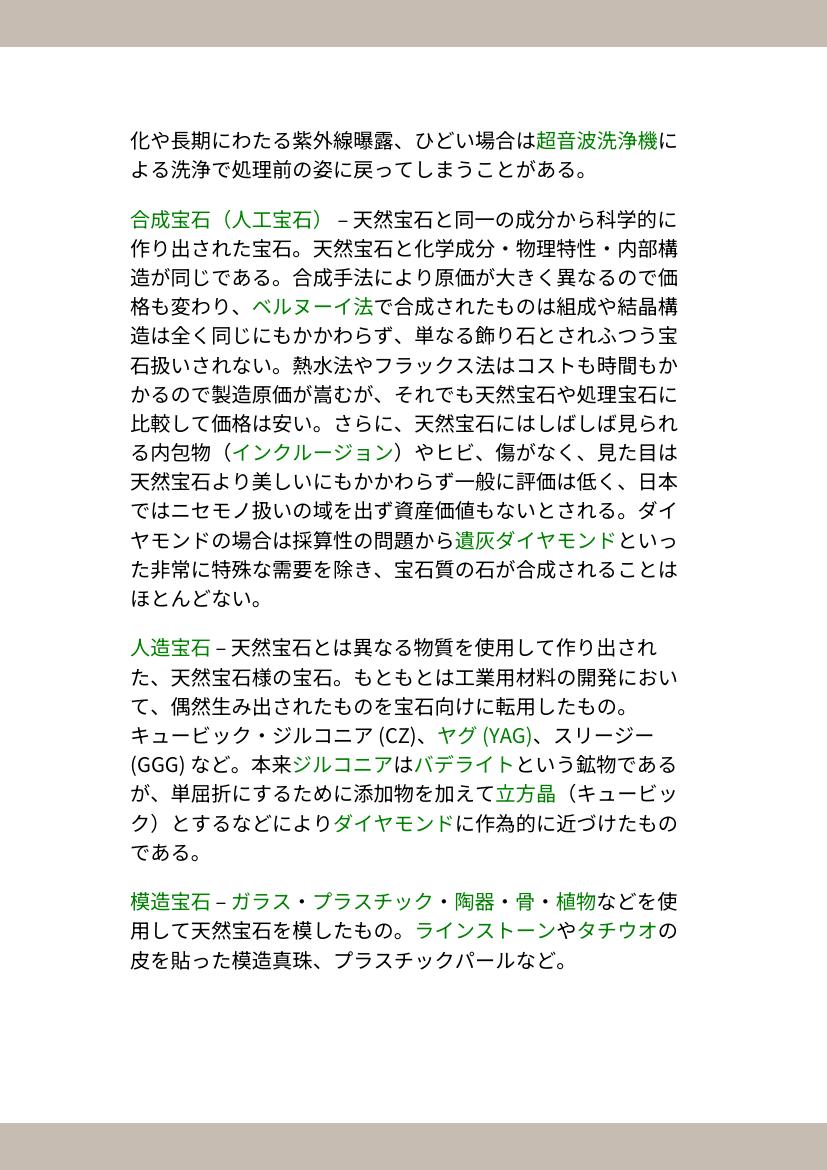 化や長期にわたる紫外線曝露、ひどい場合は超音波洗浄機に
よる洗浄で処理前の姿に戻ってしまうことがある。
合成宝石（人工宝石） – 天然宝石と同一の成分から科学的に
作り出された宝石。天然宝石と化学成分・物理特性・内部構
造が同じである。合成手法により原価が大きく異なるので価
格も変わり、ベルヌーイ法で合成されたものは組成や結晶構
造は全く同じにもかかわらず、単なる飾り石とされふつう宝
石扱いされない。熱水法やフラックス法はコストも時間もか
かるので製造原価が嵩むが、それでも天然宝石や処理宝石に
比較して価格は安い。さらに、天然宝石にはしばしば見られ
る内包物（インクルージョン）やヒビ、傷がなく、見た目は
天然宝石より美しいにもかかわらず一般に評価は低く、日本
ではニセモノ扱いの域を出ず資産価値もないとされる。ダイ
ヤモンドの場合は採算性の問題から遺灰ダイヤモンドといっ
た非常に特殊な需要を除き、宝石質の石が合成されることは
ほとんどない。
人造宝石 – 天然宝石とは異なる物質を使用して作り出され
た、天然宝石様の宝石。もともとは工業用材料の開発におい
て、偶然生み出されたものを宝石向けに転用したもの。
キュービック・ジルコニア (CZ)、ヤグ (YAG)、スリージー
(GGG) など。本来ジルコニアはバデライトという鉱物である
が、単屈折にするために添加物を加えて立方晶（キュービッ
ク）とするなどによりダイヤモンドに作為的に近づけたもの
である。
模造宝石 – ガラス・プラスチック・陶器・骨・植物などを使
用して天然宝石を模したもの。ラインストーンやタチウオの
皮を貼った模造真珠、プラスチックパールなど。